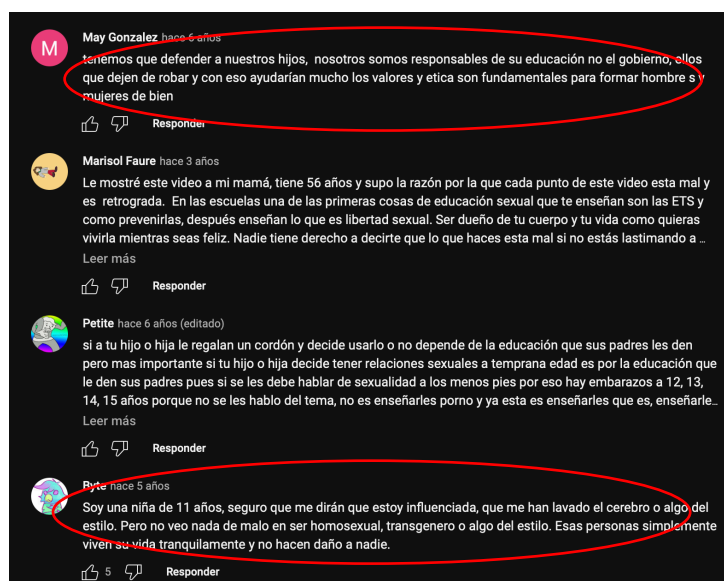 M
May Gonzalez hace 6 años
tenemos que defender a nuestros hijos, nosotros somos responsables de su educación no el gobierno, ellos
que dejen de robar y con eso ayudarían mucho los valores y etica son fundamentales para formar hombre s y
mujeres de bien
Responder
Marisol Faure hace 3 años
Le mostré este video a mi mamá, tiene 56 años y supo la razón por la que cada punto de este video esta mal y
es retrograda. En las escuelas una de las primeras cosas de educación sexual que te enseñan son las ETS y
como prevenirlas, después enseñan lo que es libertad sexual. Ser dueño de tu cuerpo y tu vida como quieras
vivirla mientras seas feliz. Nadie tiene derecho a decirte que lo que haces esta mal si no estás lastimando a ...
Leer más
Responder
Petite hace 6 años (editado)
si a tu hijo o hija le regalan un cordón y decide usarlo o no depende de la educación que sus padres les den
pero mas importante si tu hijo o hija decide tener relaciones sexuales a temprana edad es por la educación que
le den sus padres pues si se les debe hablar de sexualidad a los menos pies por eso hay embarazos a 12, 13,
14, 15 años porque no se les hablo del tema, no es enseñarles porno y ya esta es enseñarles que es, enseñarle...
Leer más
Responder
Byte hace 5 años
Soy una niña de 11 años, seguro que me dirán que estoy influenciada, que me han lavado el cerebro o algo del
estilo. Pero no veo nada de malo en ser homosexual, transgenero o algo del estilo. Esas personas simplemente
viven su vida tranquilamente y no hacen daño a nadie.
5 Responder